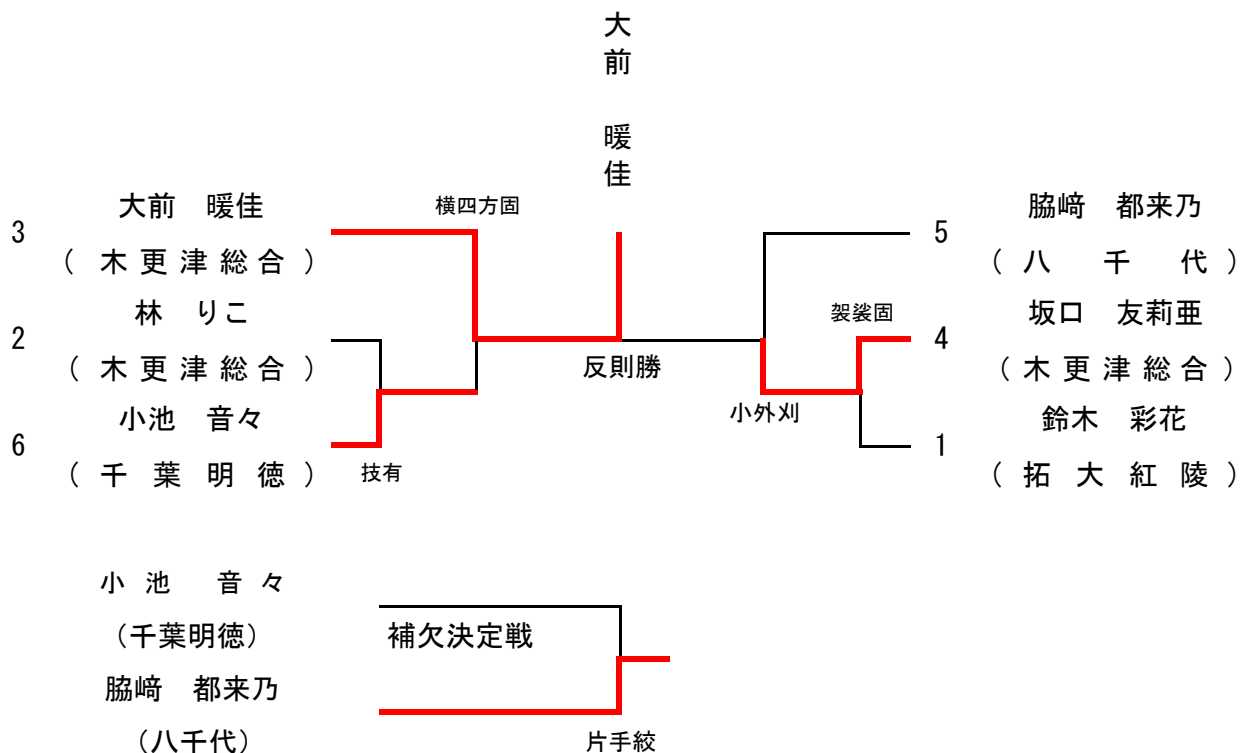 大前 暖佳
大前 暖佳
3
(木更津総合)
林 りこ
2
(木更津総合)
小池 音々
6
(千葉明徳)
横四方固
技有
反則勝
脇﨑 都来乃
5
(八千代)
坂口 友莉亜
4
(木更津総合)
鈴木 彩花
1
(拓大紅陵)
袈裟固
小外刈
小池 音々
(千葉明徳)
補欠決定戦
脇﨑 都来乃
(八千代)
片手絞